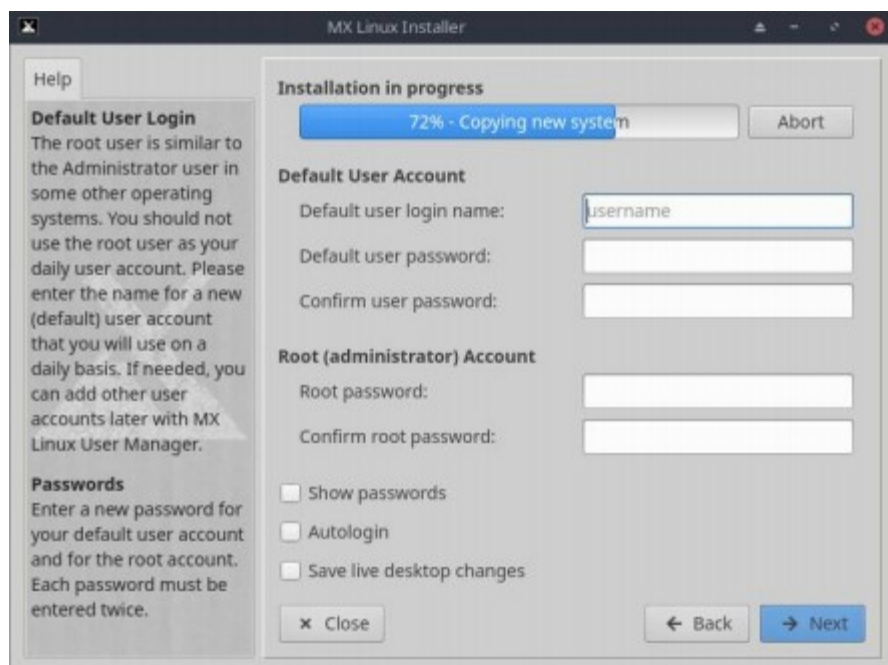 MX Linux Installer
Help
Default User Login
The root user is similar to
the Administrator user in
some other operating
systems. You should not
use the root user as your
daily user account. Please
enter the name for a new
(default) user account
that you will use on a
daily basis. If needed, you
can add other user
accounts later with MX
Linux User Manager.
Passwords
Enter a new password for
your default user account
and for the root account.
Each password must be
entered twice.
Installation in progress
72% - Copying new system
Abort
Default User Account
Default user login name:
username
Default user password:
Confirm user password:
Root (administrator) Account
Root password:
Confirm root password:
Show passwords
Autologin
Save live desktop changes
Close
Back
Next